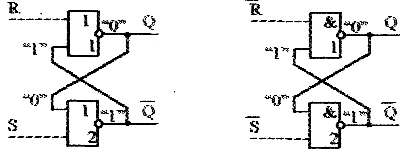 R 1 "0" Q
"1" 1
"0" 1 "1" Q̅
S 2
R̅ & "0" Q
"1" 1
"0" & "1" Q̅
S̅ 2